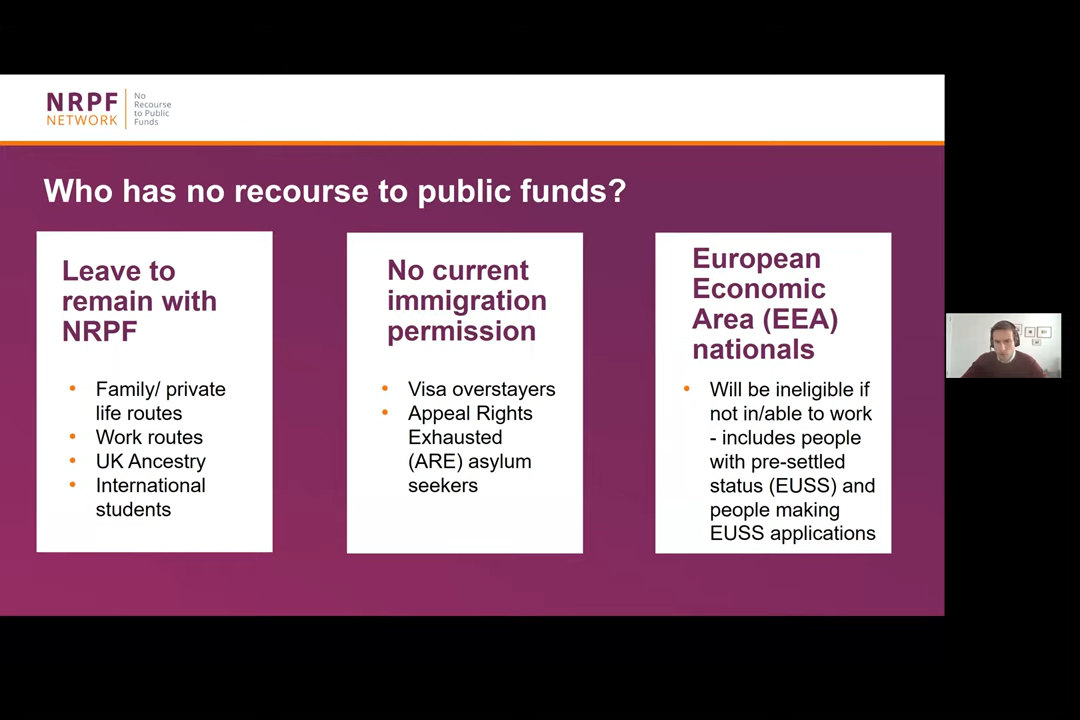 NRPF
NETWORK
No
Recourse
to Public
Funds
Who has no recourse to public funds?
Leave to
remain with
NRPF
• Family/ private
life routes
• Work routes
• UK Ancestry
• International
students
No current
immigration
permission
• Visa overstayers
• Appeal Rights
Exhausted
(ARE) asylum
seekers
European
Economic
Area (EEA)
nationals
• Will be ineligible if
not in/able to work
- includes people
with pre-settled
status (EUSS) and
people making
EUSS applications